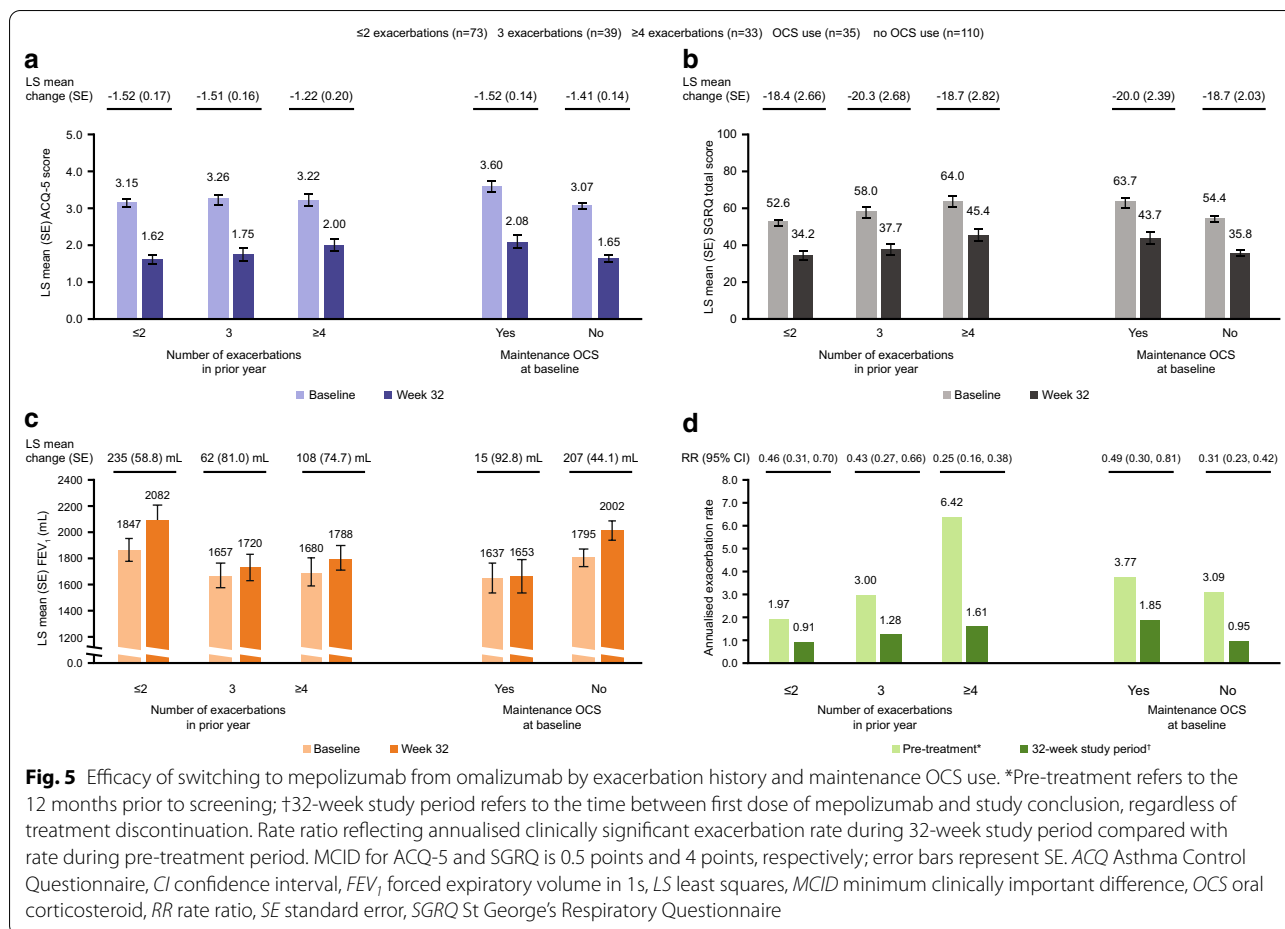 ≤2 exacerbations (n=73) 3 exacerbations (n=39) ≥4 exacerbations (n=33) OCS use (n=35) no OCS use (n=110)
a
LS mean
change (SE)
-1.52 (0.17) -1.51 (0.16) -1.22 (0.20) -1.52 (0.14) -1.41 (0.14)
LS mean (SE) ACQ-5 score
5.0
4.0
3.0
2.0
1.0
0.0
3.15 1.62 3.26 1.75 3.22 2.00 3.60 2.08 3.07 1.65
≤2 3 ≥4 Yes No
Number of exacerbations
in prior year
Maintenance OCS
at baseline
Baseline Week 32
b
LS mean
change (SE)
-18.4 (2.66) -20.3 (2.68) -18.7 (2.82) -20.0 (2.39) -18.7 (2.03)
LS mean (SE) SGRQ total score
100
80
60
40
20
0
52.6 34.2 58.0 37.7 64.0 45.4 63.7 43.7 54.4 35.8
≤2 3 ≥4 Yes No
Number of exacerbations
in prior year
Maintenance OCS
at baseline
Baseline Week 32
c
LS mean
change (SE)
235 (58.8) mL 62 (81.0) mL 108 (74.7) mL 15 (92.8) mL 207 (44.1) mL
LS mean (SE) FEV₁ (mL)
2400
2200
2000
1800
1600
1400
1200
0.0
1847 2082 1657 1720 1680 1788 1637 1653 1795 2002
≤2 3 ≥4 Yes No
Number of exacerbations
in prior year
Maintenance OCS
at baseline
Baseline Week 32
d
RR (95% CI) 0.46 (0.31, 0.70) 0.43 (0.27, 0.66) 0.25 (0.16, 0.38) 0.49 (0.30, 0.81) 0.31 (0.23, 0.42)
Annualised exacerbation rate
8.0
7.0
6.0
5.0
4.0
3.0
2.0
1.0
0.0
1.97 0.91 3.00 1.28 6.42 1.61 3.77 1.85 3.09 0.95
≤2 3 ≥4 Yes No
Number of exacerbations
in prior year
Maintenance OCS
at baseline
Pre-treatment* 32-week study period†
Fig. 5 Efficacy of switching to mepolizumab from omalizumab by exacerbation history and maintenance OCS use. *Pre-treatment refers to the
12 months prior to screening; †32-week study period refers to the time between first dose of mepolizumab and study conclusion, regardless of
treatment discontinuation. Rate ratio reflecting annualised clinically significant exacerbation rate during 32-week study period compared with
rate during pre-treatment period. MCID for ACQ-5 and SGRQ is 0.5 points and 4 points, respectively; error bars represent SE. ACQ Asthma Control
Questionnaire, CI confidence interval, FEV₁ forced expiratory volume in 1s, LS least squares, MCID minimum clinically important difference, OCS oral
corticosteroid, RR rate ratio, SE standard error, SGRQ St George's Respiratory Questionnaire